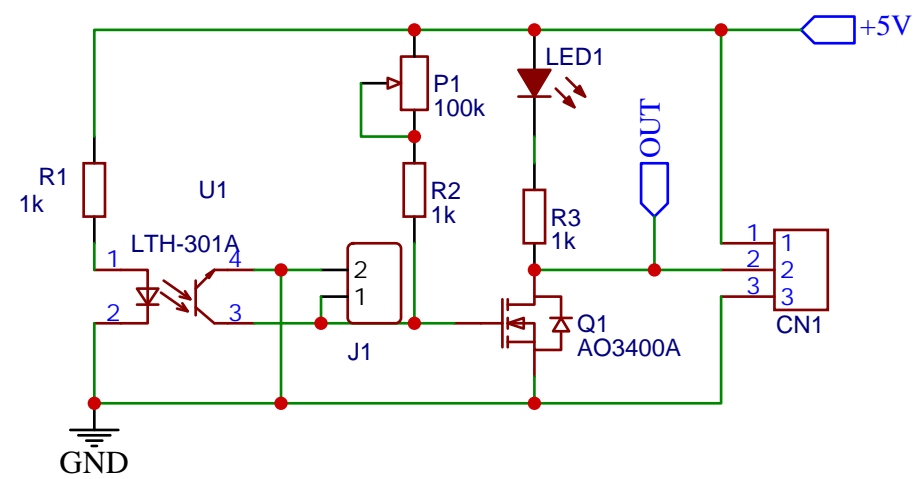 +5V
LED1
P1
100k
OUT
R1
1k
U1
R2
1k
R3
1k
LTH-301A
1
4
2
3
2
1
J1
Q1
AO3400A
1
1
2
2
3
3
CN1
GND